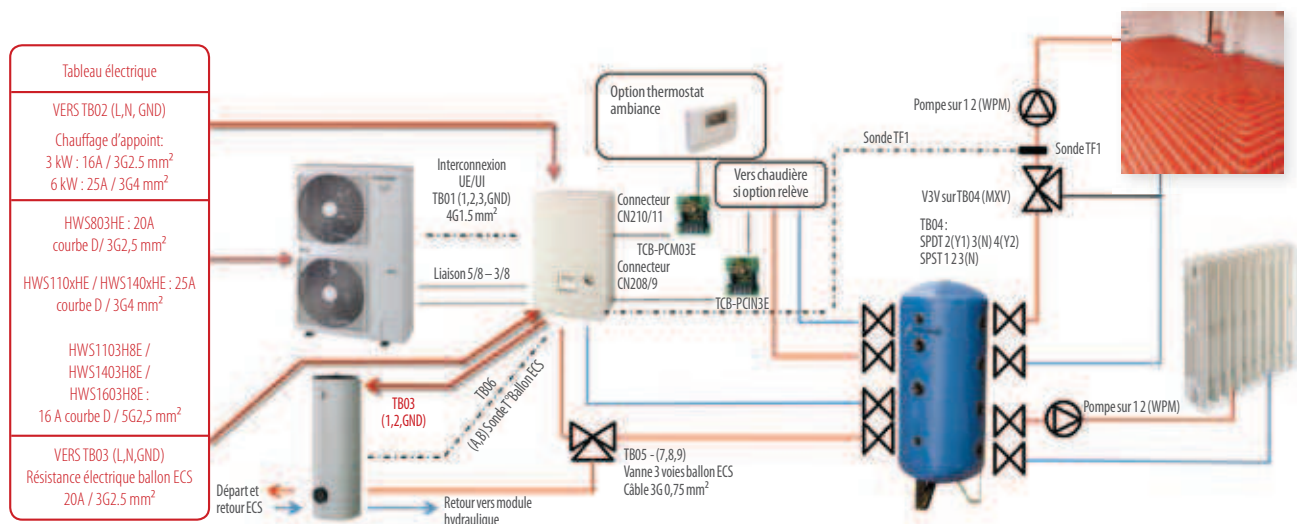 Tableau électrique
VERS TB02 (L,N, GND)
Chauffage d’appoint:
3 kW : 16A / 3G2.5 mm²
6 kW : 25A / 3G4 mm²
HWS803HE : 20A
courbe D/ 3G2,5 mm²
HWS110xHE / HWS140xHE : 25A
courbe D / 3G4 mm²
HWS1103H8E /
HWS1403H8E /
HWS1603H8E :
16 A courbe D / 5G2,5 mm²
VERS TB03 (L,N,GND)
Résistance électrique ballon ECS
20A / 3G2.5 mm²
Interconnexion
UE/UI
TB01 (1,2,3,GND)
4G1.5 mm²
Liaison 5/8 – 3/8
Option thermostat
ambiance
Connecteur
CN210/11
TCB-PCM03E
Connecteur
CN208/9
TCB-PCIN3E
Vers chaudière
si option relève
Sonde TF1
Pompe sur 1 2 (WPM)
Sonde TF1
V3V sur TB04 (MXV)
TB04 :
SPDT 2(Y1) 3(N) 4(Y2)
SPST 1 2 3(N)
Pompe sur 1 2 (WPM)
TB03
(1,2,GND)
TB06
(A,B) Sonde T°Ballon ECS
TB05 - (7,8,9)
Vanne 3 voies ballon ECS
Câble 3G 0,75 mm²
Départ et
retour ECS
Retour vers module
hydraulique